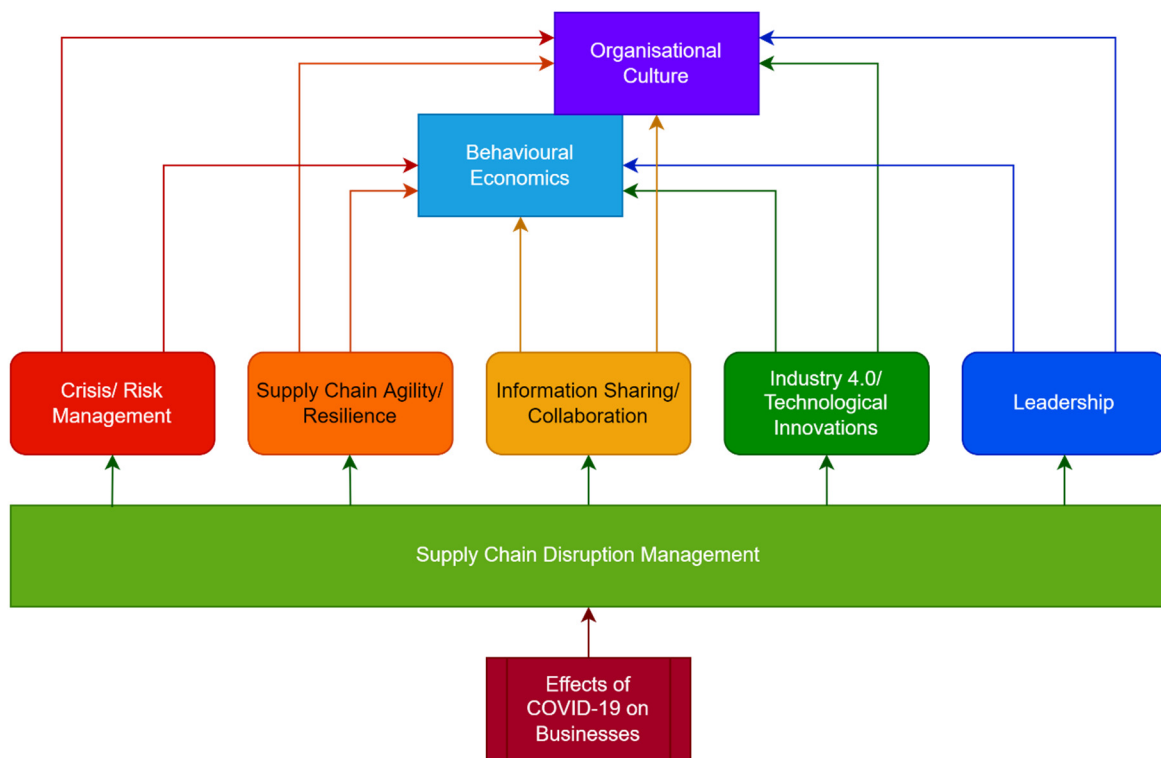 Organisational
Culture
Behavioural
Economics
Crisis/ Risk
Management
Supply Chain Agility/
Resilience
Information Sharing/
Collaboration
Industry 4.0/
Technological
Innovations
Leadership
Supply Chain Disruption Management
Effects of
COVID-19 on
Businesses